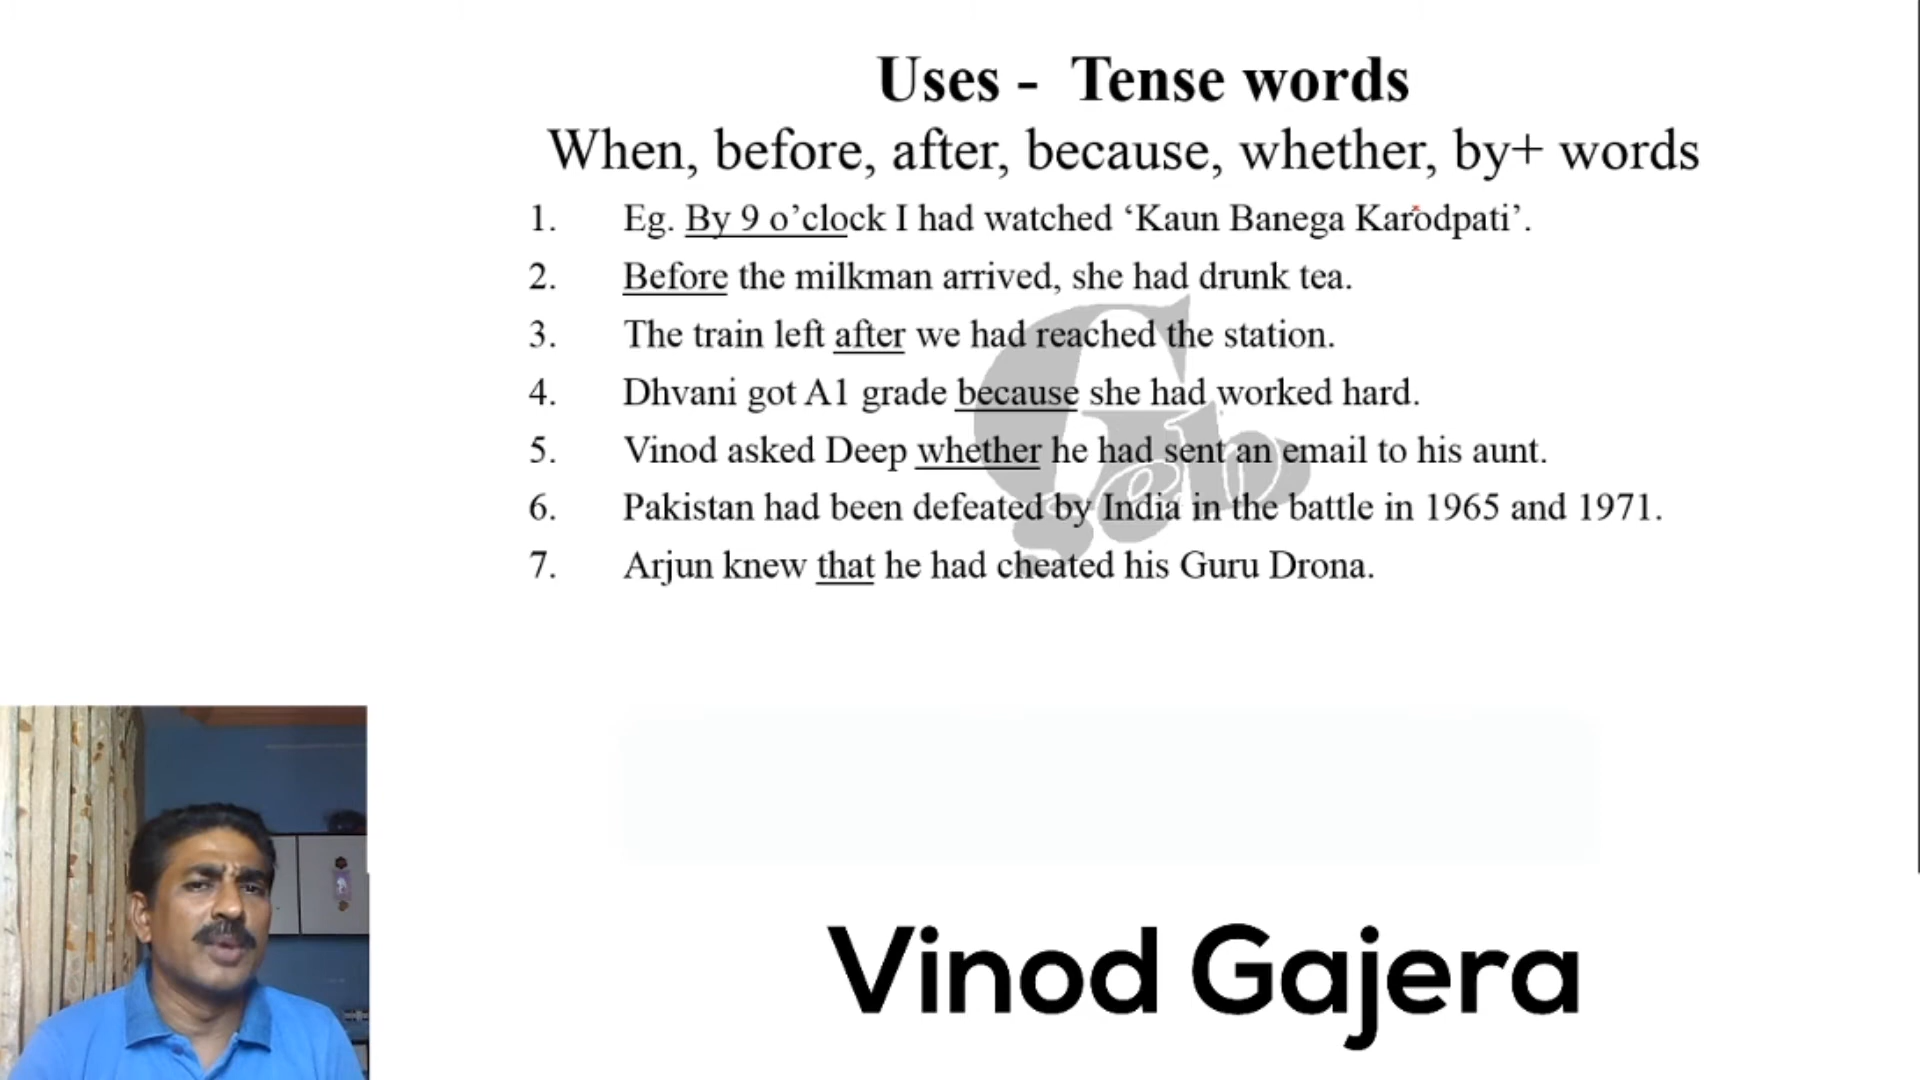 Uses - Tense words
When, before, after, because, whether, by+ words
1. Eg. By 9 o’clock I had watched ‘Kaun Banega Karodpati’.
2. Before the milkman arrived, she had drunk tea.
3. The train left after we had reached the station.
4. Dhvani got A1 grade because she had worked hard.
5. Vinod asked Deep whether he had sent an email to his aunt.
6. Pakistan had been defeated by India in the battle in 1965 and 1971.
7. Arjun knew that he had cheated his Guru Drona.
Vinod Gajera